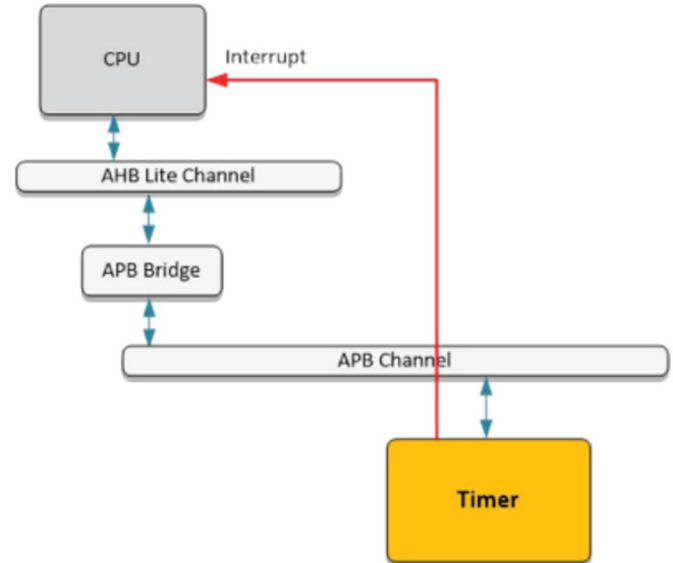 CPU
Interrupt
AHB Lite Channel
APB Bridge
APB Channel
Timer